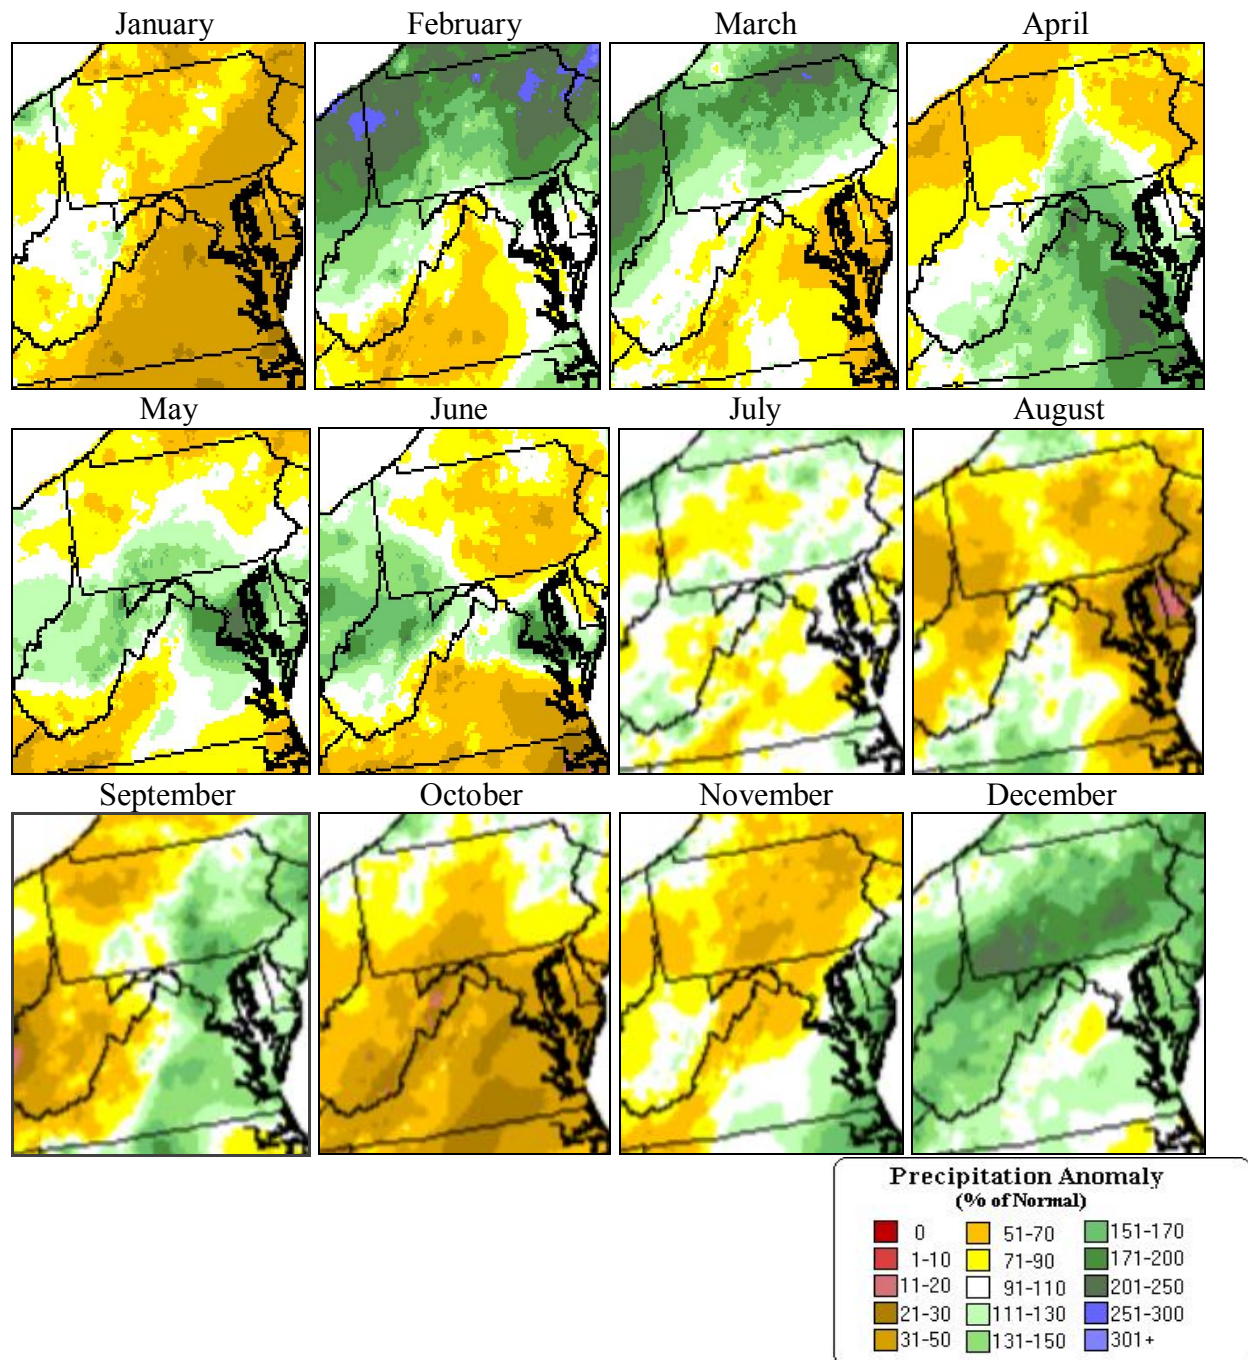 January February March April
May June July August
September October November December
Precipitation Anomaly
(% of Normal)
0 51-70 151-170
1-10 71-90 171-200
11-20 91-110 201-250
21-30 111-130 251-300
31-50 131-150 301+